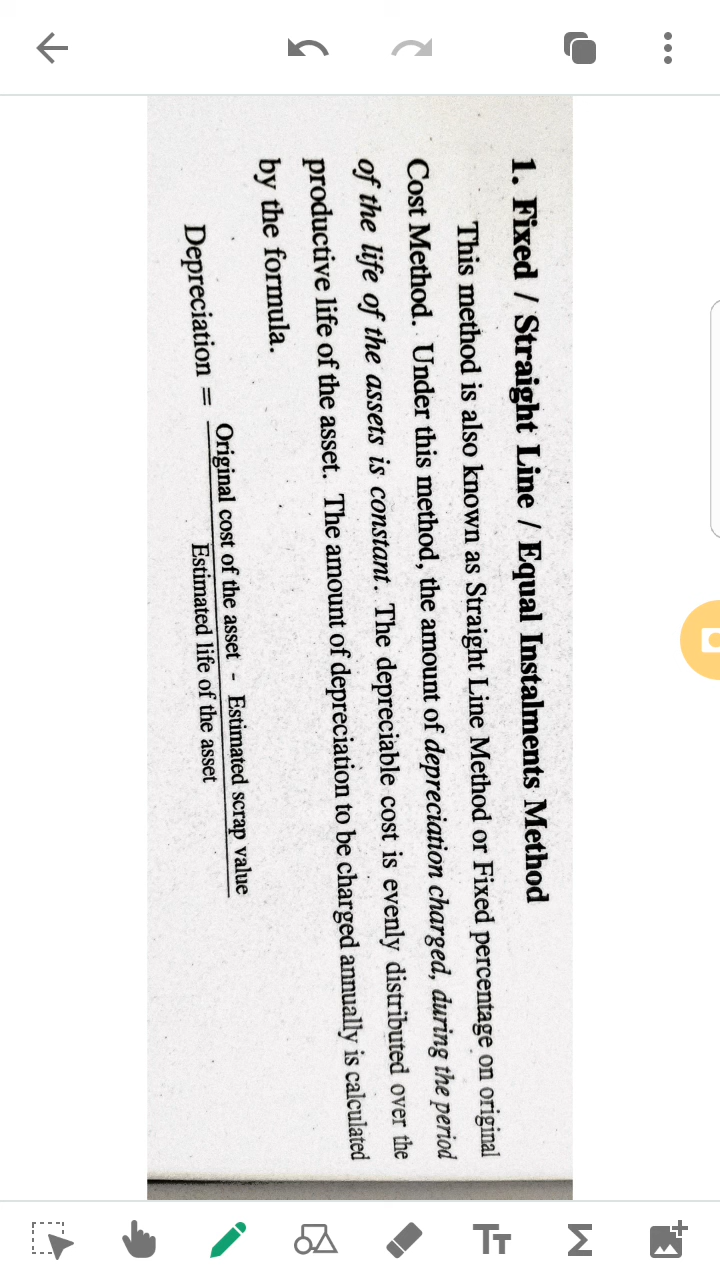 1. Fixed / Straight Line / Equal Instalments Method
This method is also known as Straight Line Method or Fixed percentage on original
Cost Method. Under this method, the amount of depreciation charged, during the period
of the life of the assets is constant. The depreciable cost is evenly distributed over the
productive life of the asset. The amount of depreciation to be charged annually is calculated
by the formula.
Depreciation = Original cost of the asset - Estimated scrap value
Estimated life of the asset
Tт
Σ